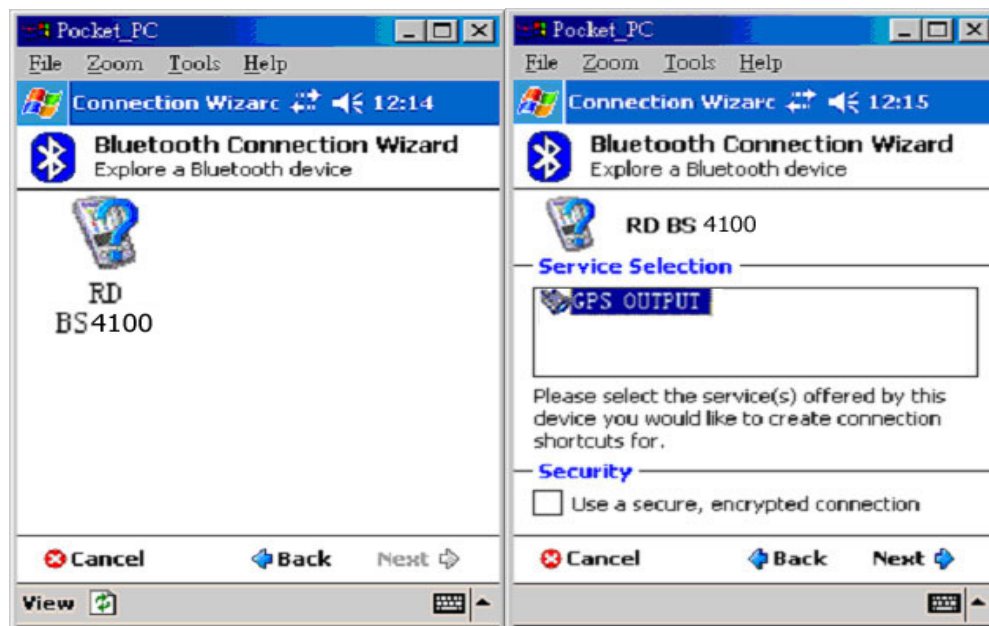 Pocket_PC
File Zoom Tools Help
Connection Wizarc 12:14
Bluetooth Connection Wizard
Explore a Bluetooth device
RD
BS4100
Cancel Back Next
View
Pocket_PC
File Zoom Tools Help
Connection Wizarc 12:15
Bluetooth Connection Wizard
Explore a Bluetooth device
RD BS 4100
Service Selection
GPS OUTPUT
Please select the service(s) offered by this
device you would like to create connection
shortcuts for.
Security
Use a secure, encrypted connection
Cancel Back Next